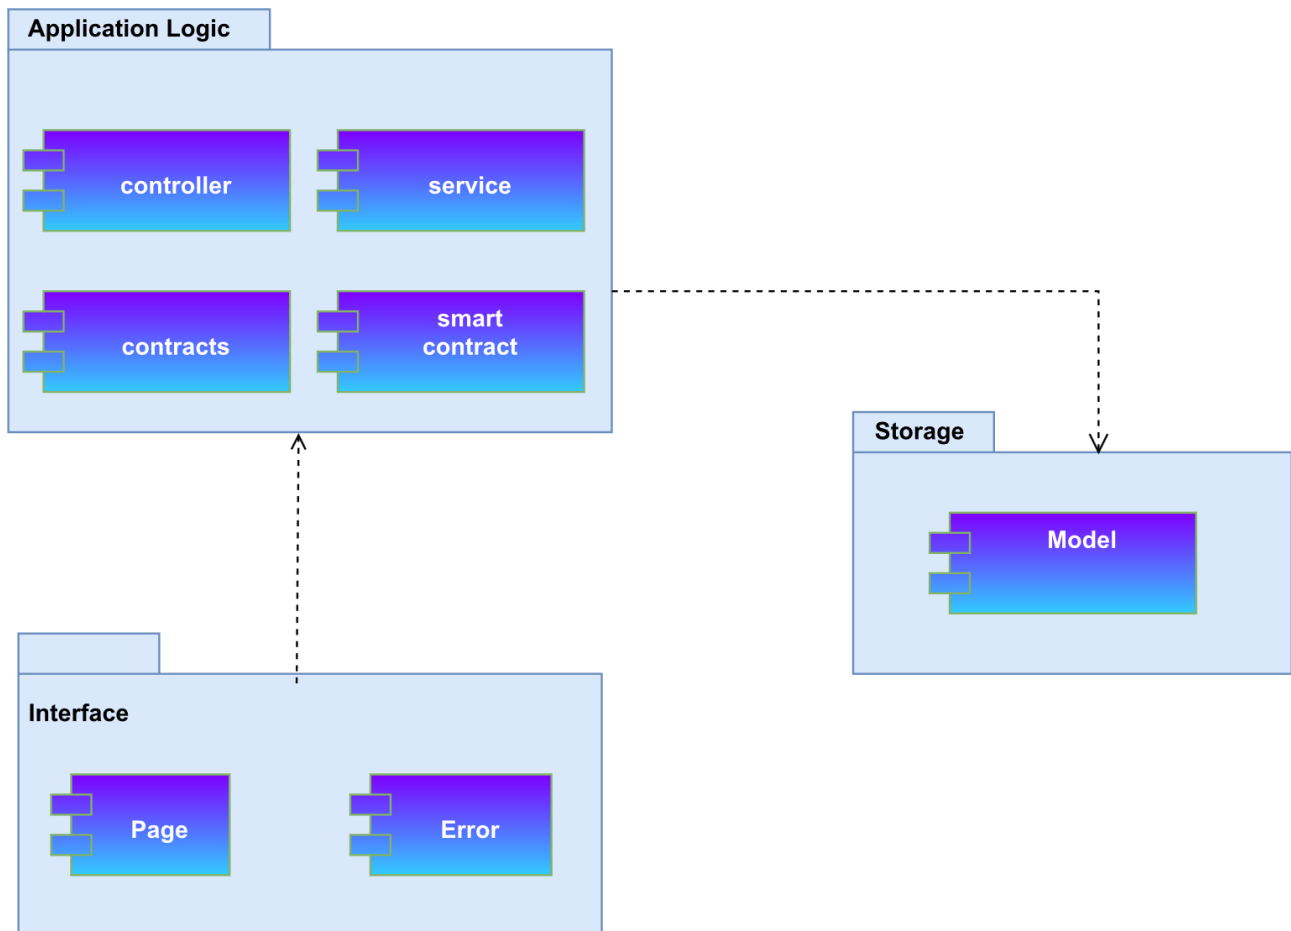 Application Logic
controller
service
contracts
smart
contract
Storage
Model
Interface
Page
Error